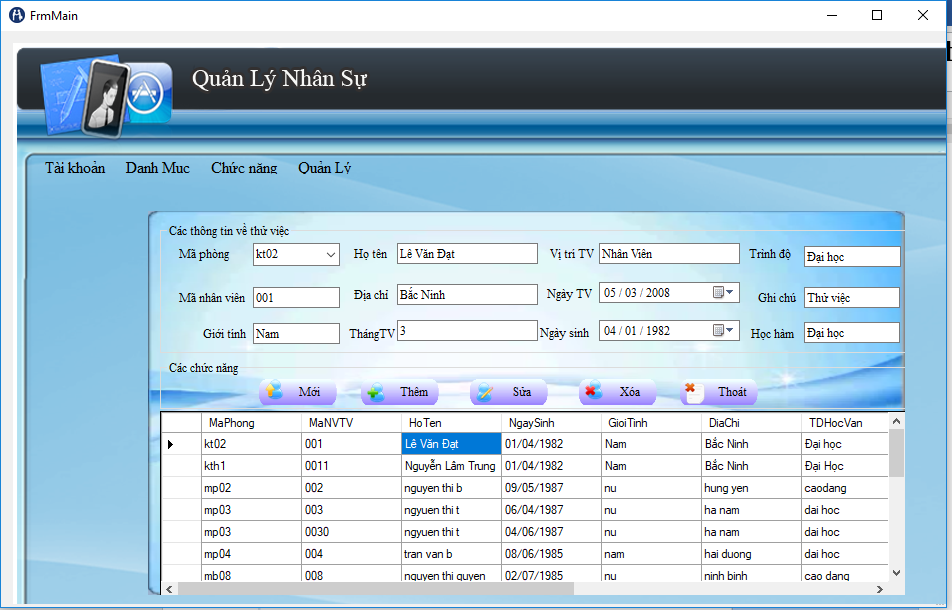 FrmMain
Quản Lý Nhân Sự
Tài khoản Danh Muc Chức năng Quản Lý
Các thông tin về thử việc
Mã phòng kt02 Họ tên Lê Văn Đạt Vị trí TV Nhân Viên Trình độ Đại học
Mã nhân viên 001 Địa chỉ Bắc Ninh Ngày TV 05 / 03 / 2008 Ghi chú Thử việc
Giới tính Nam ThángTV 3 Ngày sinh 04 / 01 / 1982 Học hàm Đại học
Các chức năng
Mới Thêm Sửa Xóa Thoát
MaPhong MaNVTV HoTen NgaySinh GioiTinh DiaChi TDHocVan
kt02 001 Lê Văn Đạt 01/04/1982 Nam Bắc Ninh Đại học
kth1 0011 Nguyễn Lâm Trung 01/04/1982 Nam Bắc Ninh Đại Học
mp02 002 nguyen thi b 09/05/1987 nu hung yen caodang
mp03 003 ngyuen thi t 06/04/1987 nu ha nam dai hoc
mp03 0030 ngyuen thi t 04/06/1987 nu ha nam dai hoc
mp04 004 tran van b 08/06/1985 nam hai duong dai hoc
mb08 008 nguyen thi quyen 02/07/1985 nu ninh binh cao dang